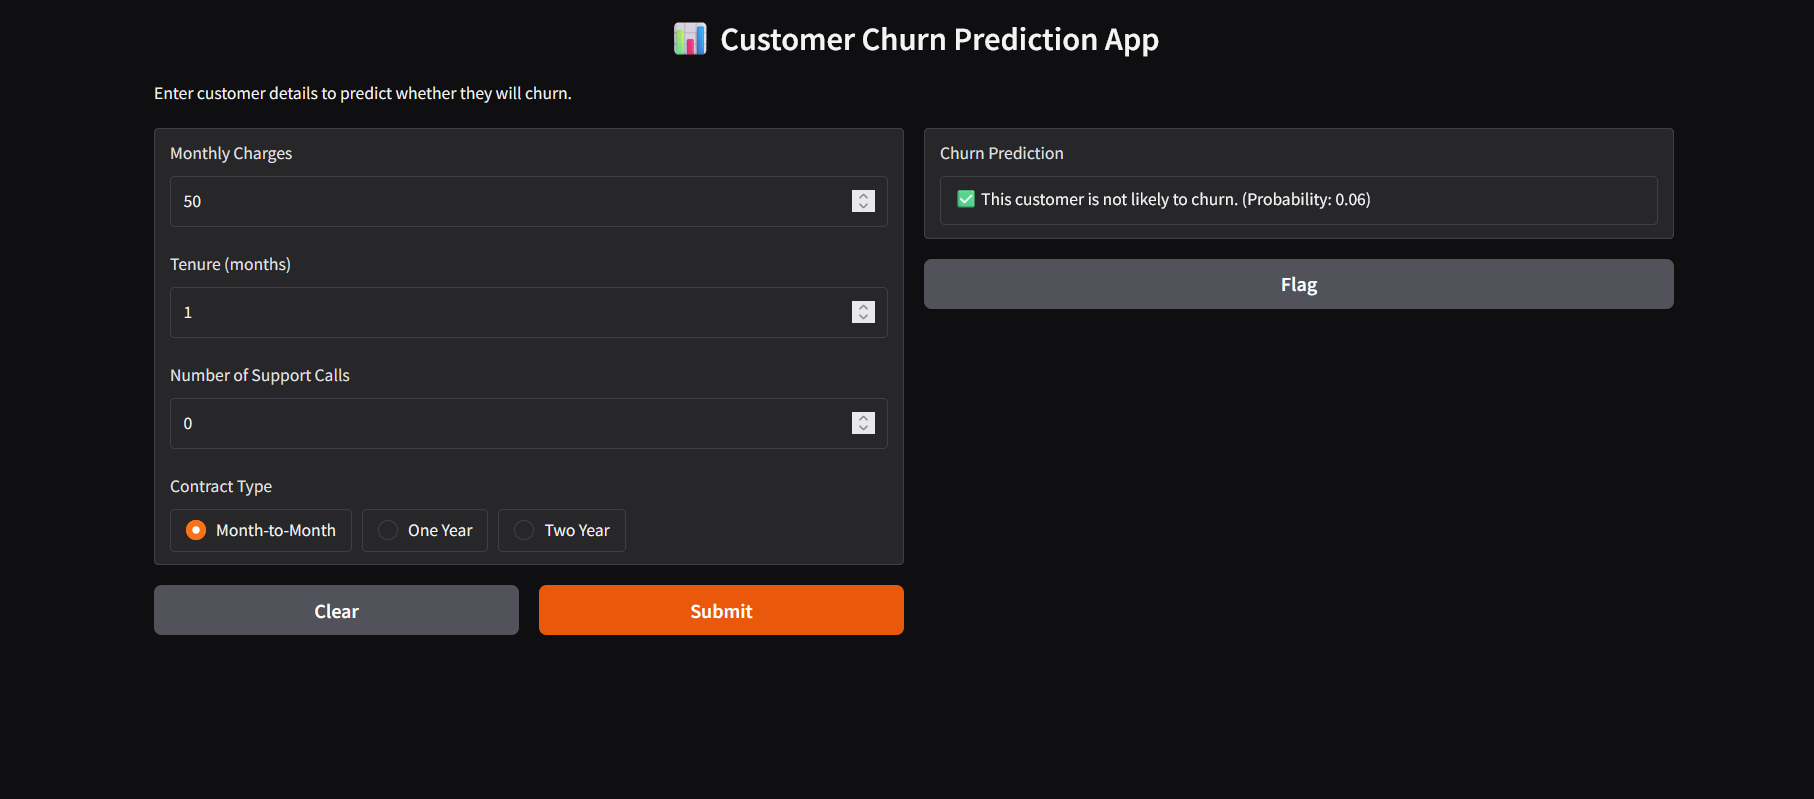 📊 Customer Churn Prediction App
Enter customer details to predict whether they will churn.
Monthly Charges
50
Tenure (months)
1
Number of Support Calls
0
Contract Type
Month-to-Month
One Year
Two Year
Clear
Submit
Churn Prediction
✅ This customer is not likely to churn. (Probability: 0.06)
Flag